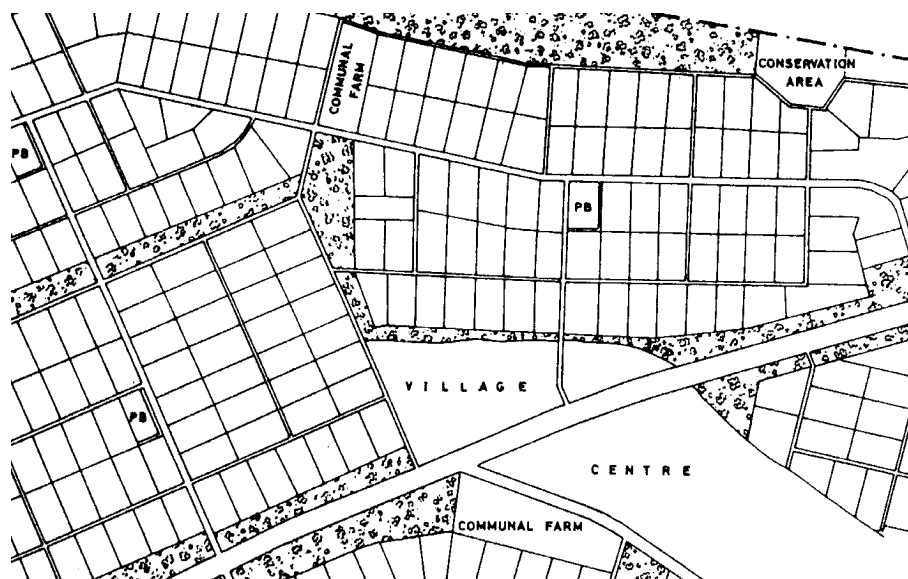 CONSERVATION
AREA
COMMUNAL
FARM
PB
PB
VILLAGE
PB
CENTRE
COMMUNAL FARM